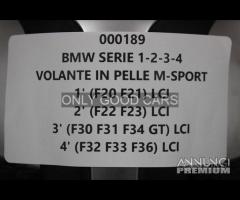 000189
BMW SERIE 1-2-3-4
VOLANTE IN PELLE M-SPORT
ONLY GOOD CARS
1' (F20 F21) LCI
2' (F22 F23) LCI
3' (F30 F31 F34 GT) LCI
4' (F32 F33 F36) LCI
ANNUNCI
PREMIUM